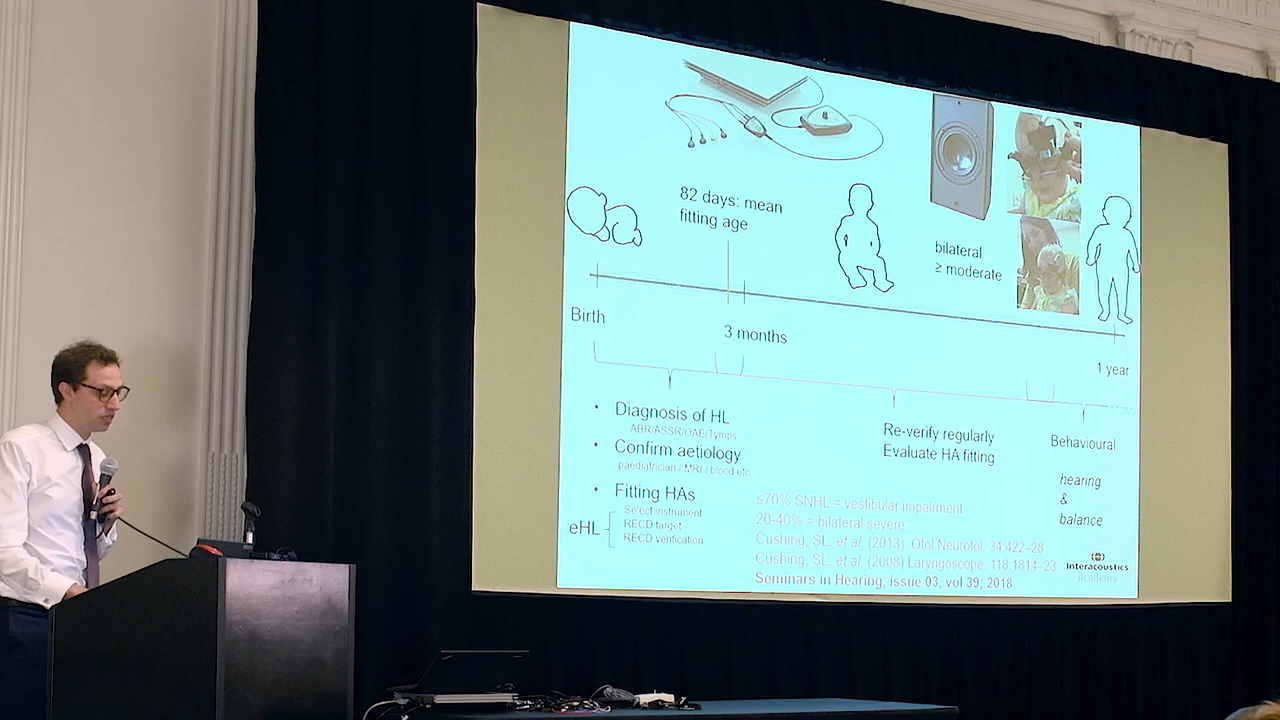 82 days: mean
fitting age
bilateral
≥ moderate
Birth
3 months
1 year
• Diagnosis of HL
ABR/ASSR/OAE/Tymps
• Confirm aetiology
paediatrician / MRI / blood etc...
• Fitting HAs
eHL
Select instrument
RECD target
RECD verification
Re-verify regularly
Evaluate HA fitting
Behavioural
hearing
&
balance
≤70% SNHL = vestibular impairment
20-40% = bilateral severe
Cushing, SL. et al. (2013). Otol Neurotol. 34:422–28
Cushing, SL. et al. (2008) Laryngoscope. 118:1814–23
Seminars in Hearing, issue 03, vol 39; 2018
Interacoustics
Academy